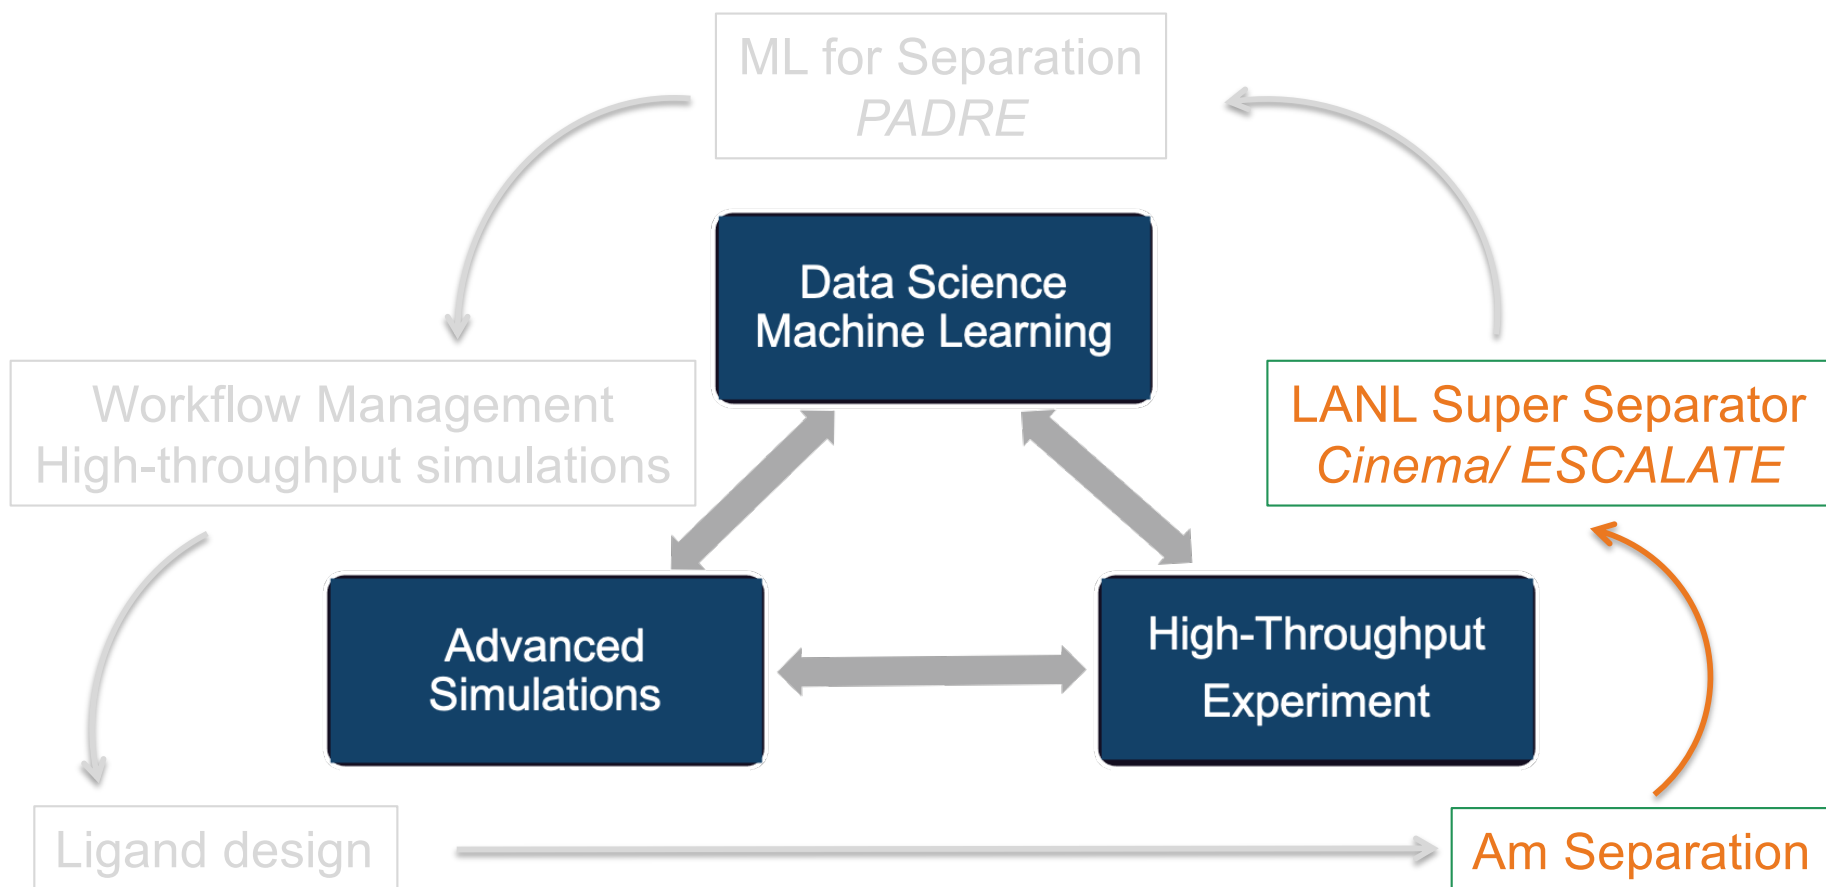 ML for Separation
PADRE
Data Science
Machine Learning
Workflow Management
High-throughput simulations
LANL Super Separator
Cinema/ ESCALATE
Advanced
Simulations
High-Throughput
Experiment
Ligand design
Am Separation